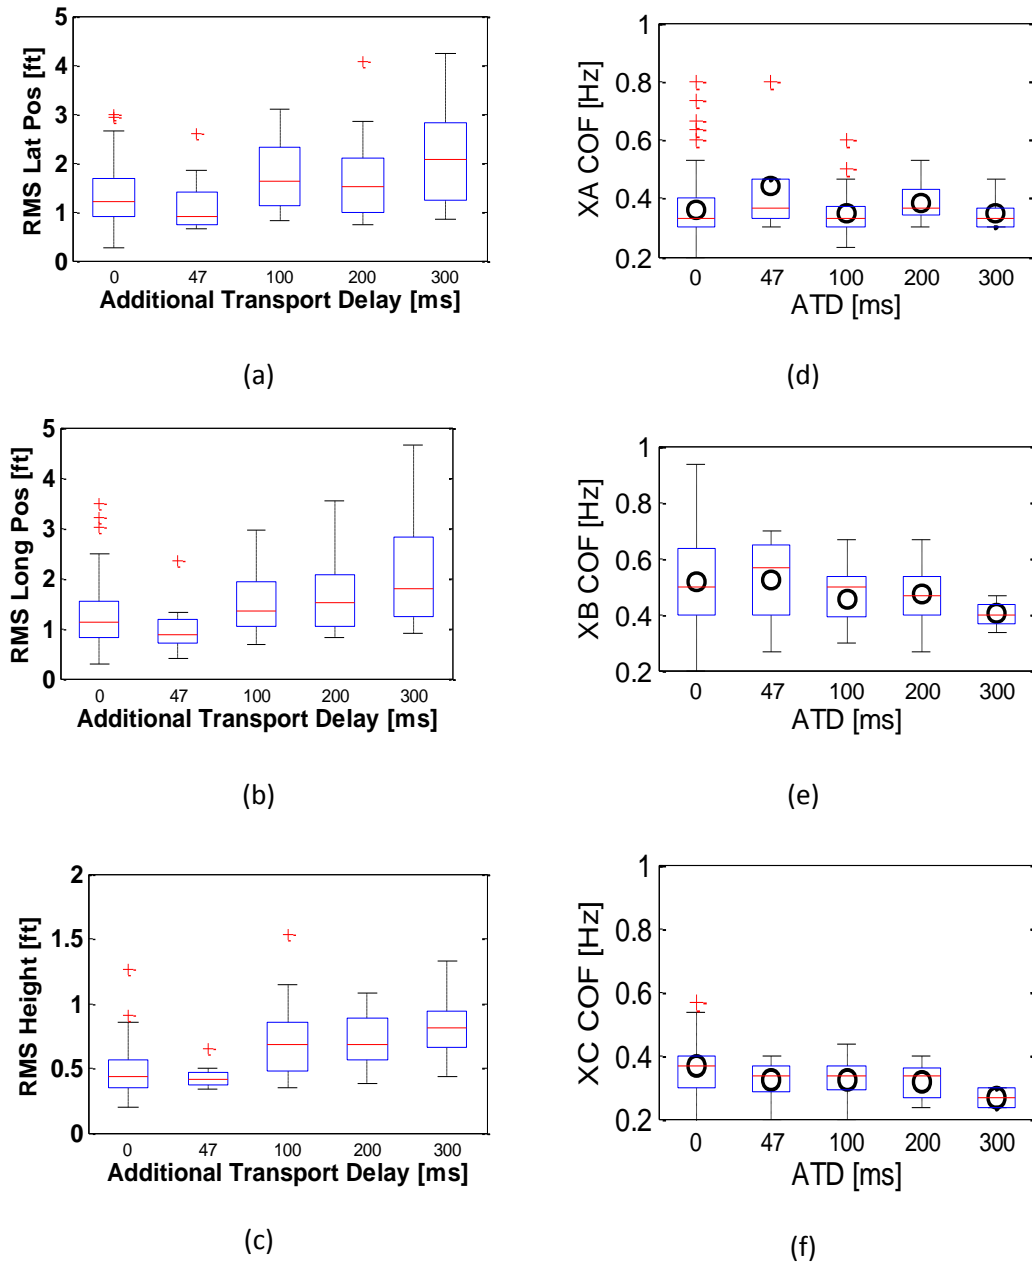 5
4
3
2
1
0
RMS Lat Pos [ft]
0 47 100 200 300
Additional Transport Delay [ms]
(a)
1
0.8
0.6
0.4
0.2
XA COF [Hz]
0 47 100 200 300
ATD [ms]
(d)
5
4
3
2
1
0
RMS Long Pos [ft]
0 47 100 200 300
Additional Transport Delay [ms]
(b)
1
0.8
0.6
0.4
0.2
XB COF [Hz]
0 47 100 200 300
ATD [ms]
(e)
2
1.5
1
0.5
0
RMS Height [ft]
0 47 100 200 300
Additional Transport Delay [ms]
(c)
1
0.8
0.6
0.4
0.2
XC COF [Hz]
0 47 100 200 300
ATD [ms]
(f)